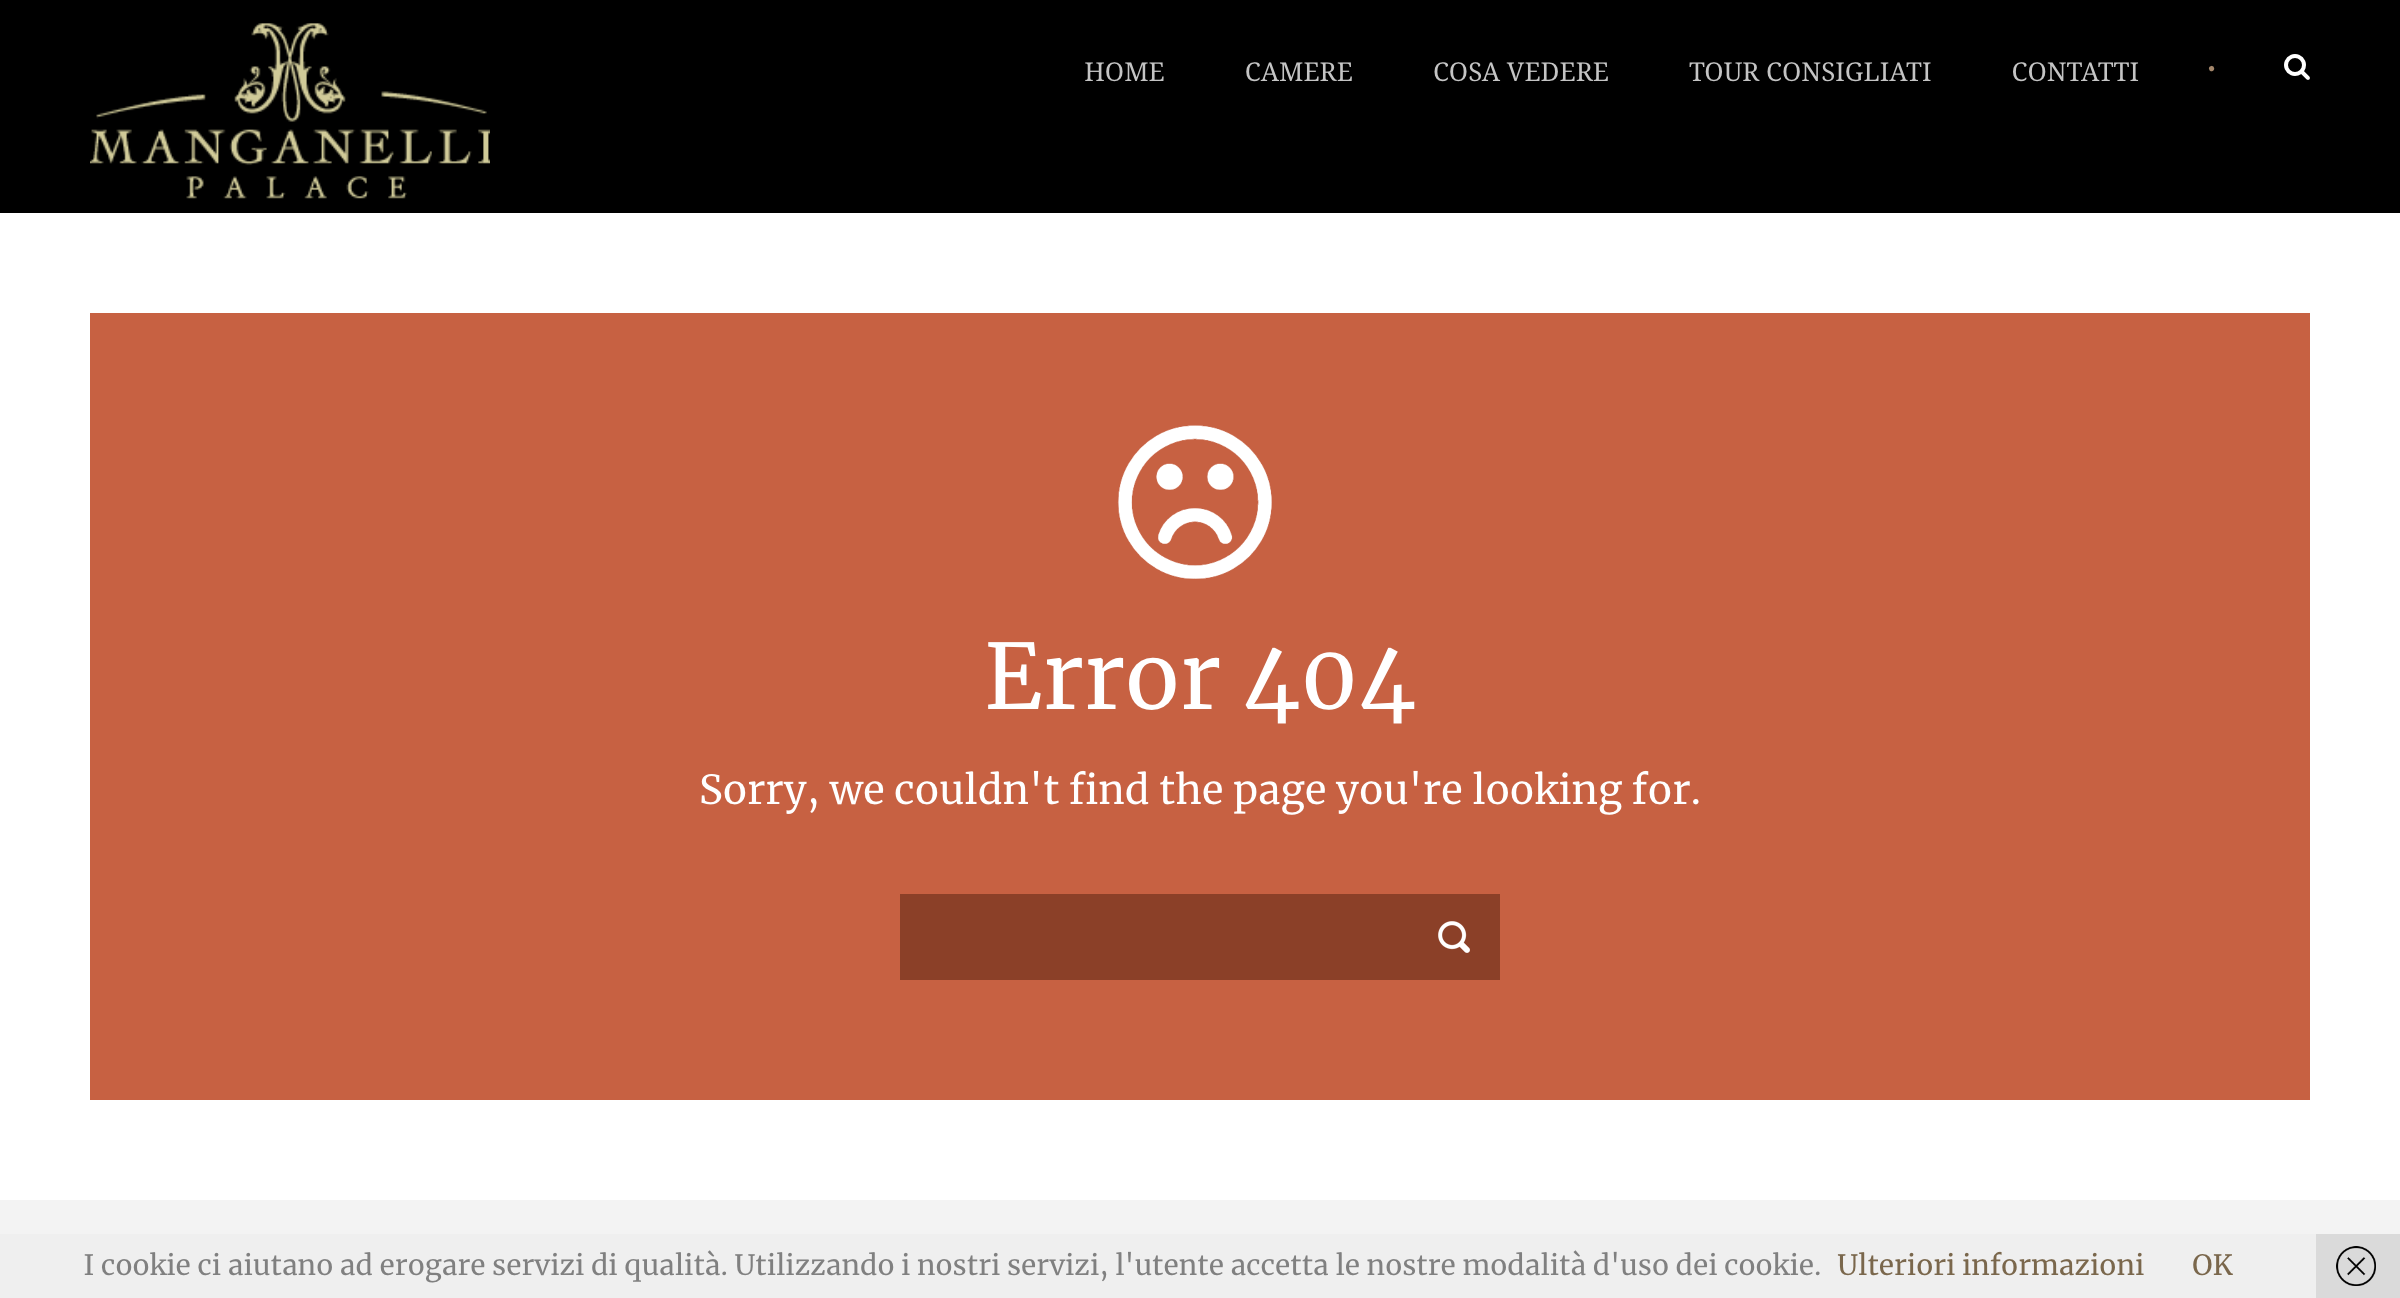 MANGANELLI
PALACE
HOME CAMERE COSA VEDERE TOUR CONSIGLIATI CONTATTI
Error 404
Sorry, we couldn't find the page you're looking for.
I cookie ci aiutano ad erogare servizi di qualità. Utilizzando i nostri servizi, l'utente accetta le nostre modalità d'uso dei cookie. Ulteriori informazioni OK